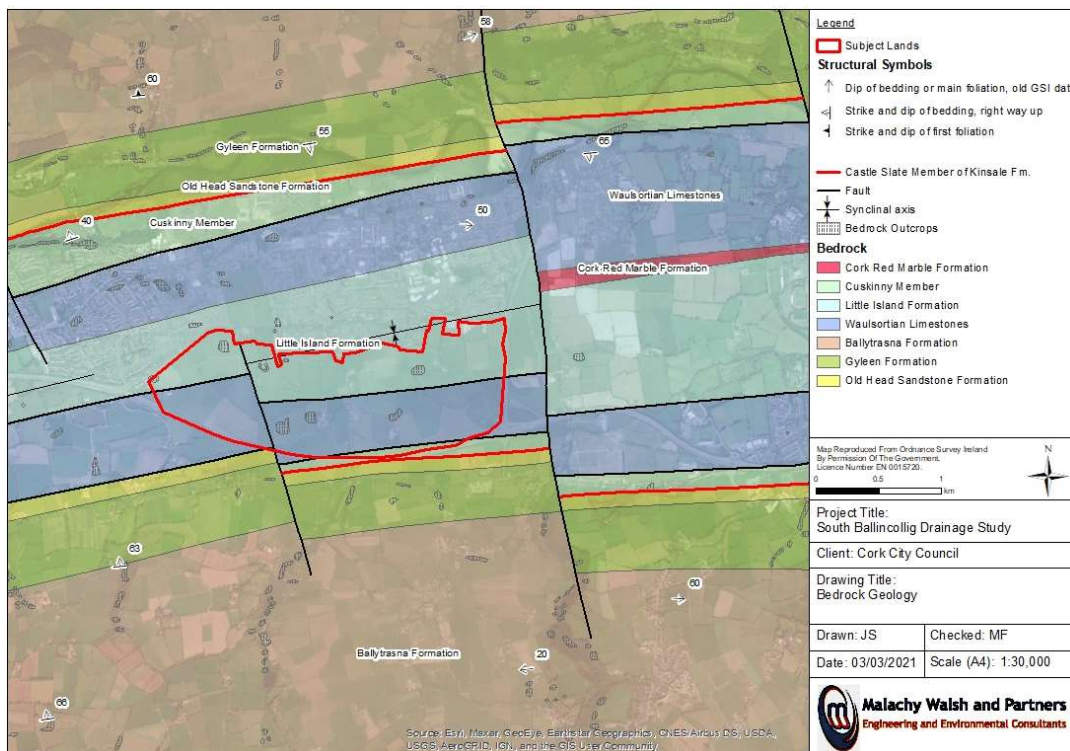 58
60
55
Gyleen Formation
65
Old Head Sandstone Formation
Waulsortian Limestones
Cuskinny Member
50
40
Cork Red Marble Formation
Little Island Formation
63
60
Ballytrasna Formation
20
66
Source: Esri, Maxar, GeoEye, Earthstar Geographics, CNES/Airbus DS, USDA,
USGS, AeroGRID, IGN, and the GIS User Community
Legend
Subject Lands
Structural Symbols
Dip of bedding or main foliation, old GSI dat
Strike and dip of bedding, right way up
Strike and dip of first foliation
Castle Slate Member of Kinsale Fm.
Fault
Synclinal axis
Bedrock Outcrops
Bedrock
Cork Red Marble Formation
Cuskinny Member
Little Island Formation
Waulsortian Limestones
Ballytrasna Formation
Gyleen Formation
Old Head Sandstone Formation
Map Reproduced From Ordnance Survey Ireland
By Permission Of The Government.
Licence Number EN 0015720.
N
0 0.5 1
km
Project Title:
South Ballincollig Drainage Study
Client: Cork City Council
Drawing Title:
Bedrock Geology
Drawn: JS Checked: MF
Date: 03/03/2021 Scale (A4): 1:30,000
Malachy Walsh and Partners
Engineering and Environmental Consultants